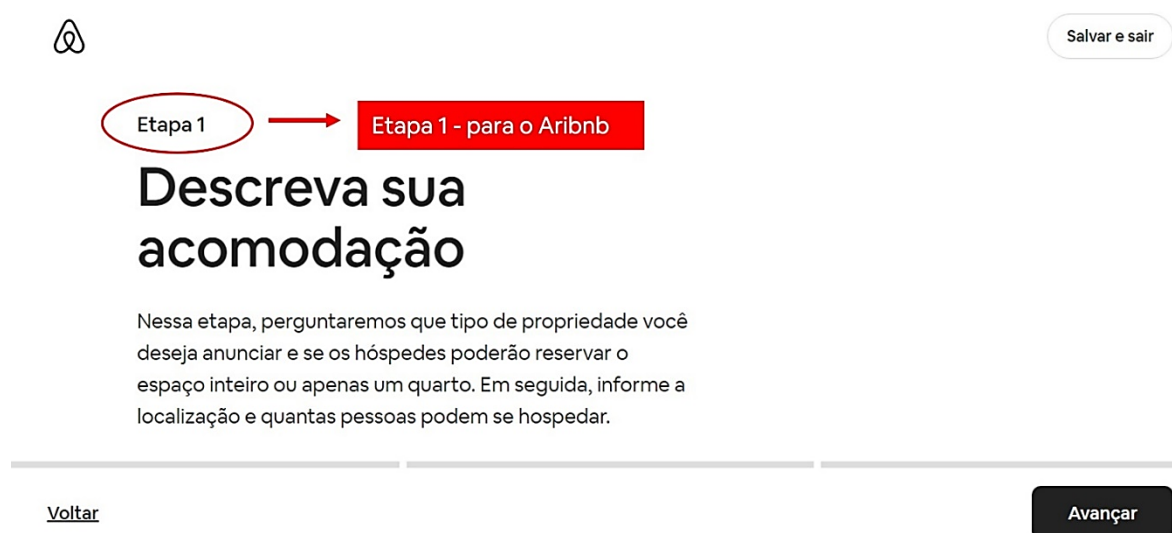 Salvar e sair
Etapa 1
Etapa 1 - para o Aribnb
Descreva sua
acomodação
Nessa etapa, perguntaremos que tipo de propriedade você
deseja anunciar e se os hóspedes poderão reservar o
espaço inteiro ou apenas um quarto. Em seguida, informe a
localização e quantas pessoas podem se hospedar.
Voltar
Avançar